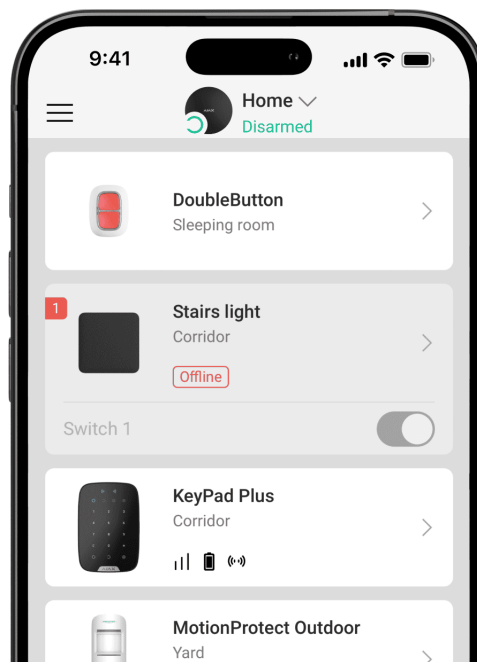 9:41
Home
Disarmed
DoubleButton
Sleeping room
1
Stairs light
Corridor
Offline
Switch 1
KeyPad Plus
Corridor
MotionProtect Outdoor
Yard